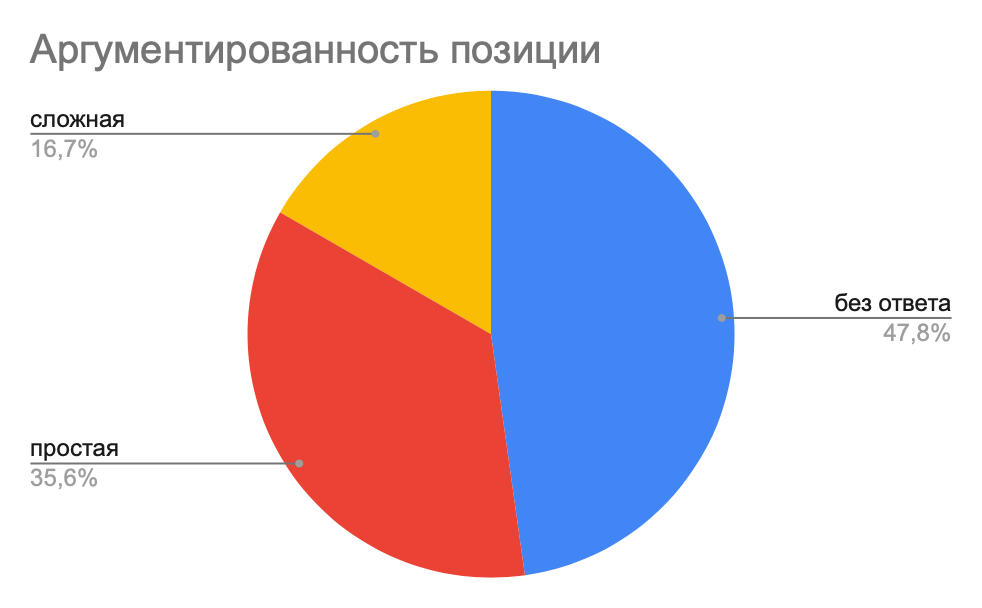 Аргументированность позиции
сложная
16,7%
без ответа
47,8%
простая
35,6%